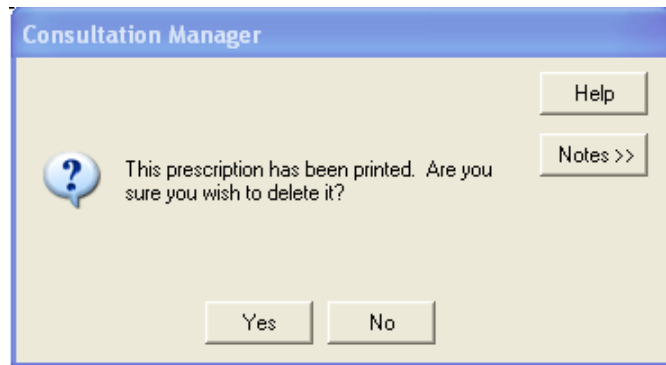 Consultation Manager
Help
Notes >>
This prescription has been printed.  Are you
sure you wish to delete it?
Yes
No